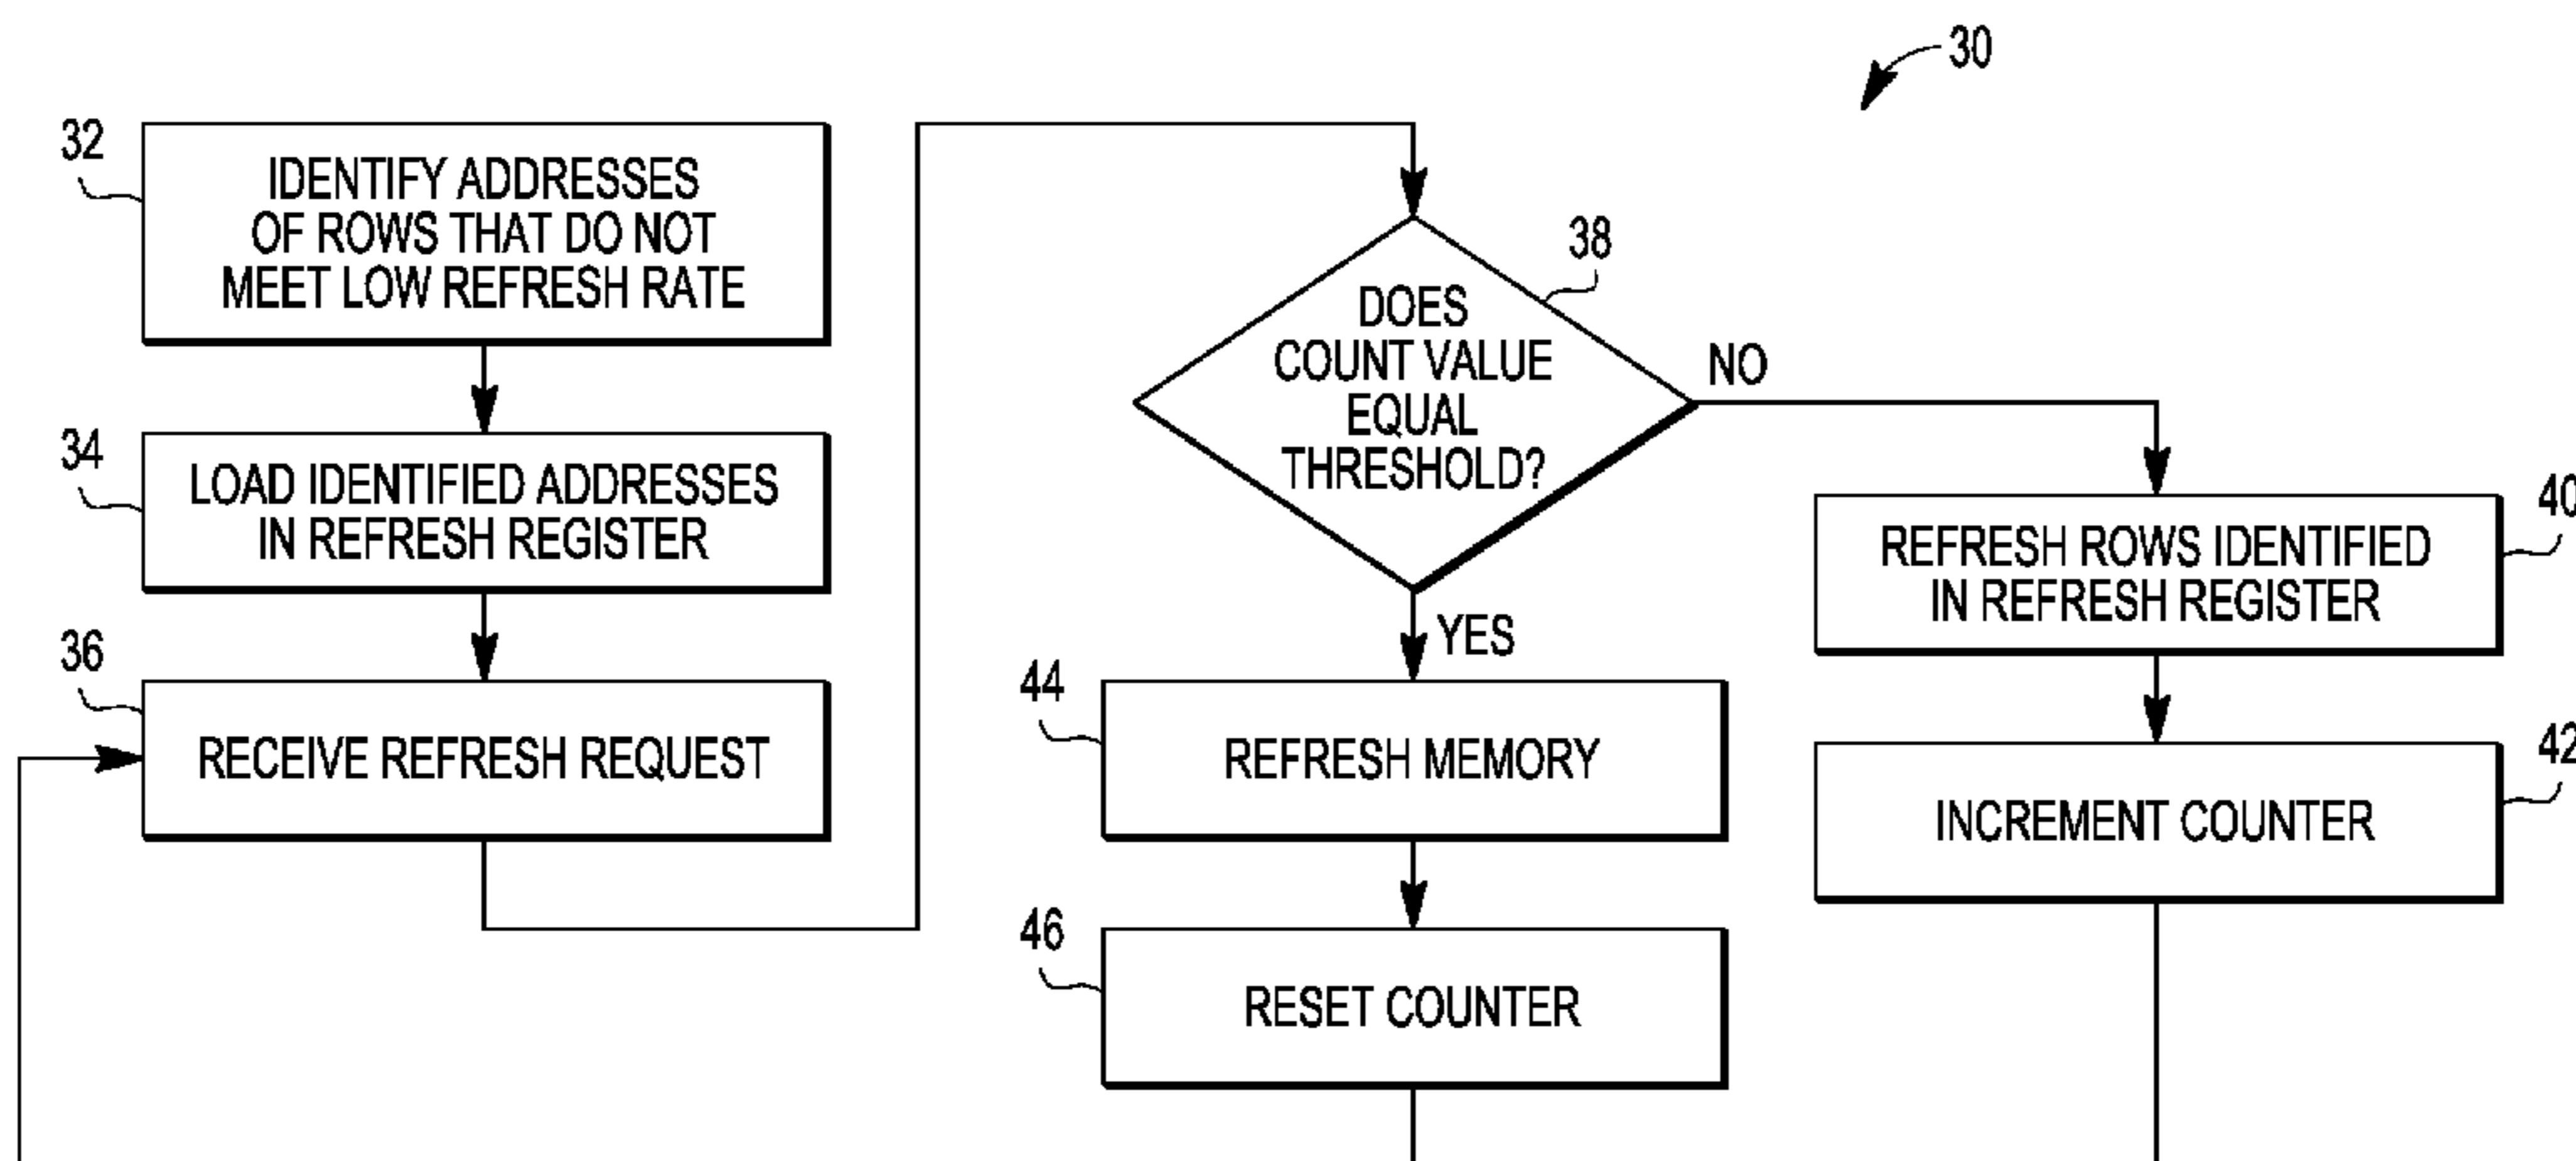 30
32
IDENTIFY ADDRESSES
OF ROWS THAT DO NOT
MEET LOW REFRESH RATE
34
LOAD IDENTIFIED ADDRESSES
IN REFRESH REGISTER
36
RECEIVE REFRESH REQUEST
38
DOES
COUNT VALUE
EQUAL
THRESHOLD?
NO
YES
44
REFRESH MEMORY
46
RESET COUNTER
40
REFRESH ROWS IDENTIFIED
IN REFRESH REGISTER
42
INCREMENT COUNTER